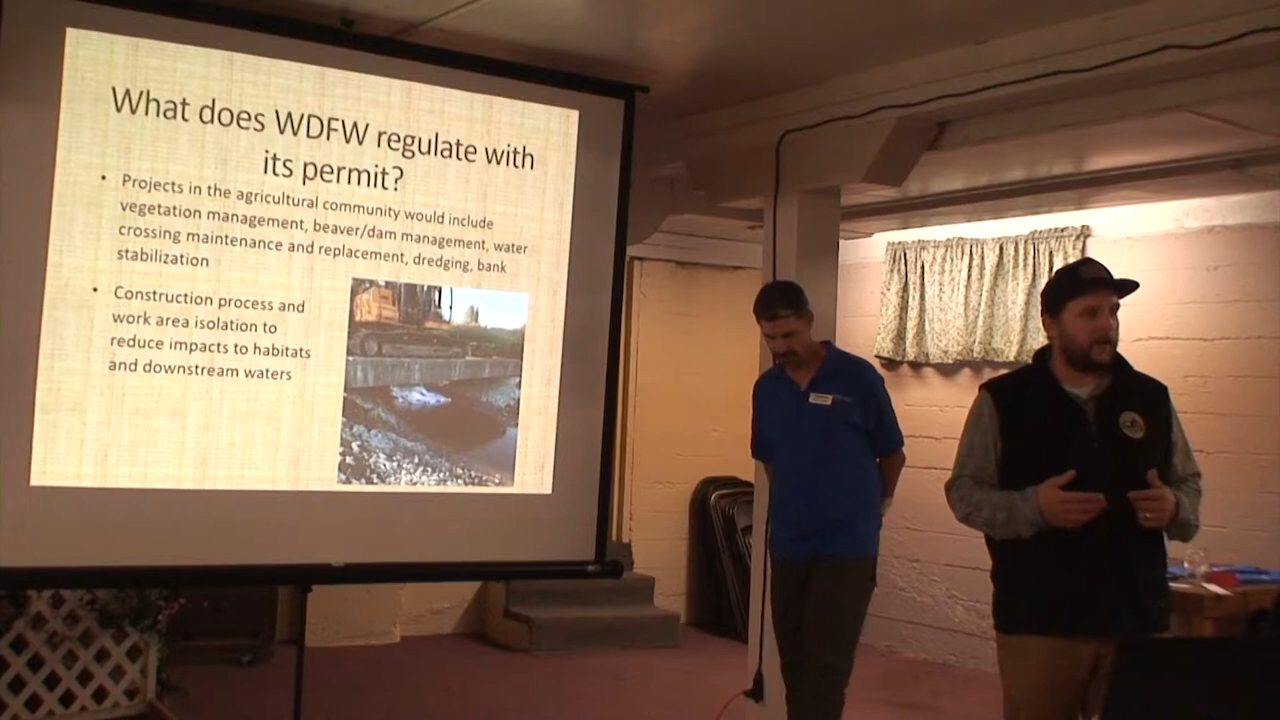 What does WDFW regulate with
its permit?
• Projects in the agricultural community would include
vegetation management, beaver/dam management, water
crossing maintenance and replacement, dredging, bank
stabilization
• Construction process and
work area isolation to
reduce impacts to habitats
and downstream waters